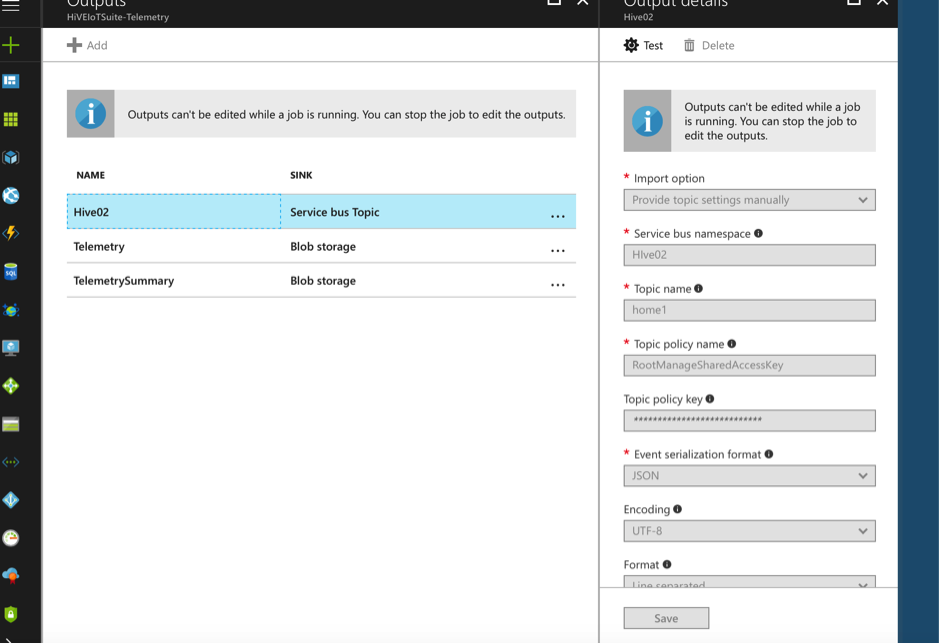 Outputs
HiVEIoTSuite-Telemetry
Add
Outputs can't be edited while a job is running. You can stop the job to edit the outputs.
NAME SINK
Hive02 Service bus Topic ...
Telemetry Blob storage ...
TelemetrySummary Blob storage ...
Output details
Hive02
Test Delete
Outputs can't be edited while a job
is running. You can stop the job to
edit the outputs.
* Import option
Provide topic settings manually
* Service bus namespace
HIve02
* Topic name
home1
* Topic policy name
RootManageSharedAccessKey
Topic policy key
****************************
* Event serialization format
JSON
Encoding
UTF-8
Format
Line separated
Save
SQL